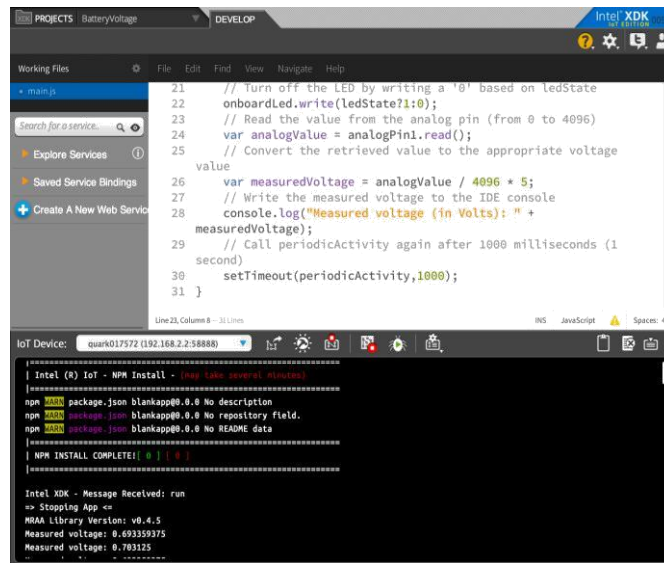 PROJECTS BatteryVoltage DEVELOP
Intel XDK
IoT EDITION
Working Files File Edit Find View Navigate Help
main.js
Search for a service..
Explore Services
Saved Service Bindings
Create A New Web Servic
21 // Turn off the LED by writing a '0' based on ledState
22 onboardLed.write(ledState?1:0);
23 // Read the value from the analog pin (from 0 to 4096)
24 var analogValue = analogPin1.read();
25 // Convert the retrieved value to the appropriate voltage
value
26 var measuredVoltage = analogValue / 4096 * 5;
27 // Write the measured voltage to the IDE console
28 console.log("Measured voltage (in Volts): " +
measuredVoltage);
29 // Call periodicActivity again after 1000 milliseconds (1
second)
30 setTimeout(periodicActivity,1000);
31 }
Line 23, Column 8 — 31 Lines INS JavaScript Spaces: 4
IoT Device: quark017572 (192.168.2.2:58888)
|=================================================
| Intel (R) IoT - NPM Install - (may take several minutes)
|=================================================
npm WARN package.json blankapp@0.0.0 No description
npm WARN package.json blankapp@0.0.0 No repository field.
npm WARN package.json blankapp@0.0.0 No README data
|=================================================
| NPM INSTALL COMPLETE![ 0 ] [ 0 ]
|=================================================
Intel XDK - Message Received: run
=> Stopping App <=
MRAA Library Version: v0.4.5
Measured voltage: 0.693359375
Measured voltage: 0.703125